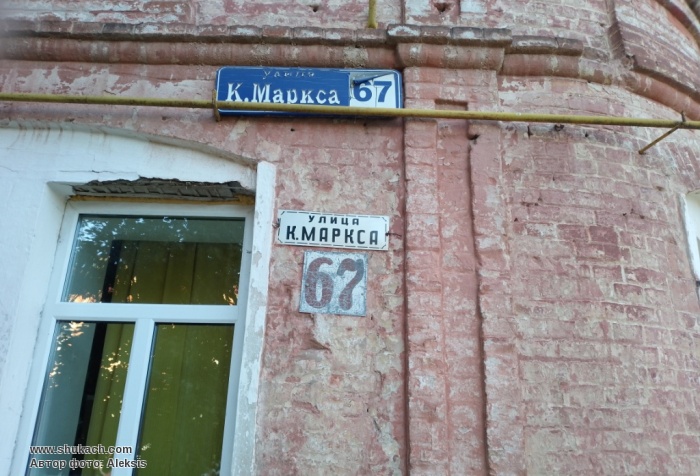 улица
К.Маркса 67
УЛИЦА
К.МАРКСА
67
www.shukach.com
Автор фото: Aleksis